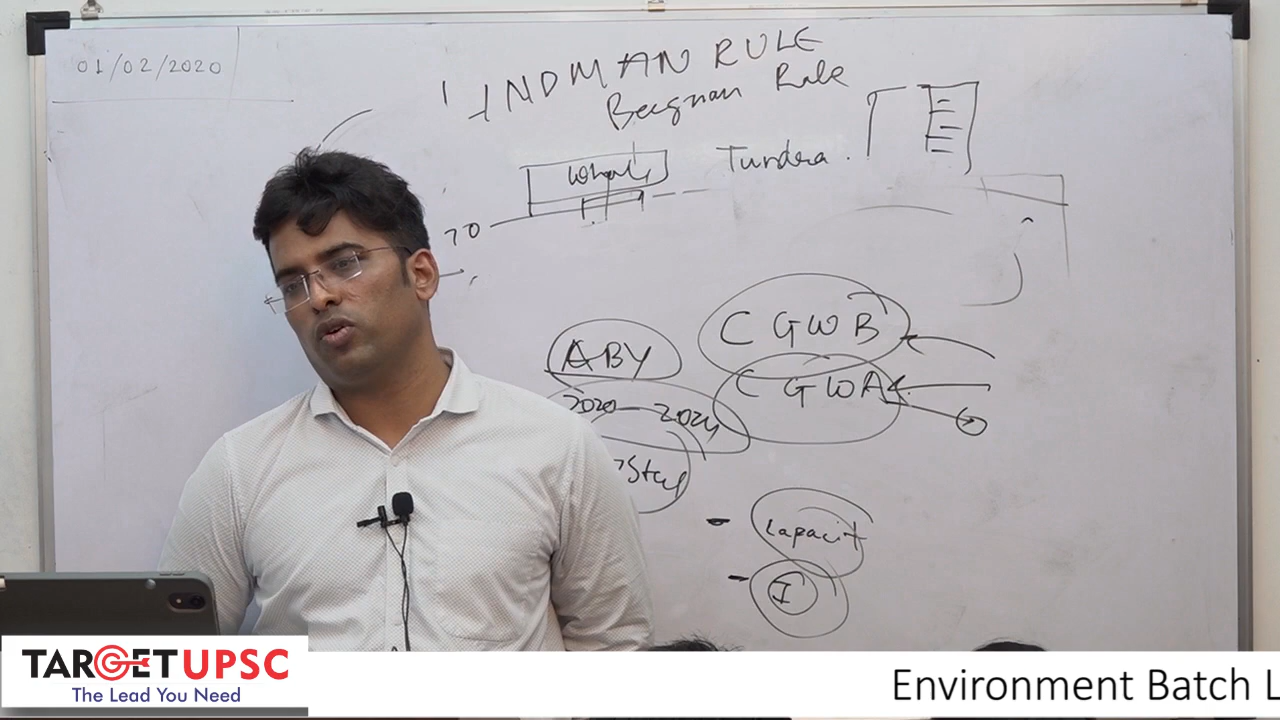 01/02/2020
LINDMAN RULE
Bergman Rule
Tundra.
70
CGWB
ABY
CGWA
2020-2024
Capacit
I
TARGETUPSC
The Lead You Need
Environment Batch L